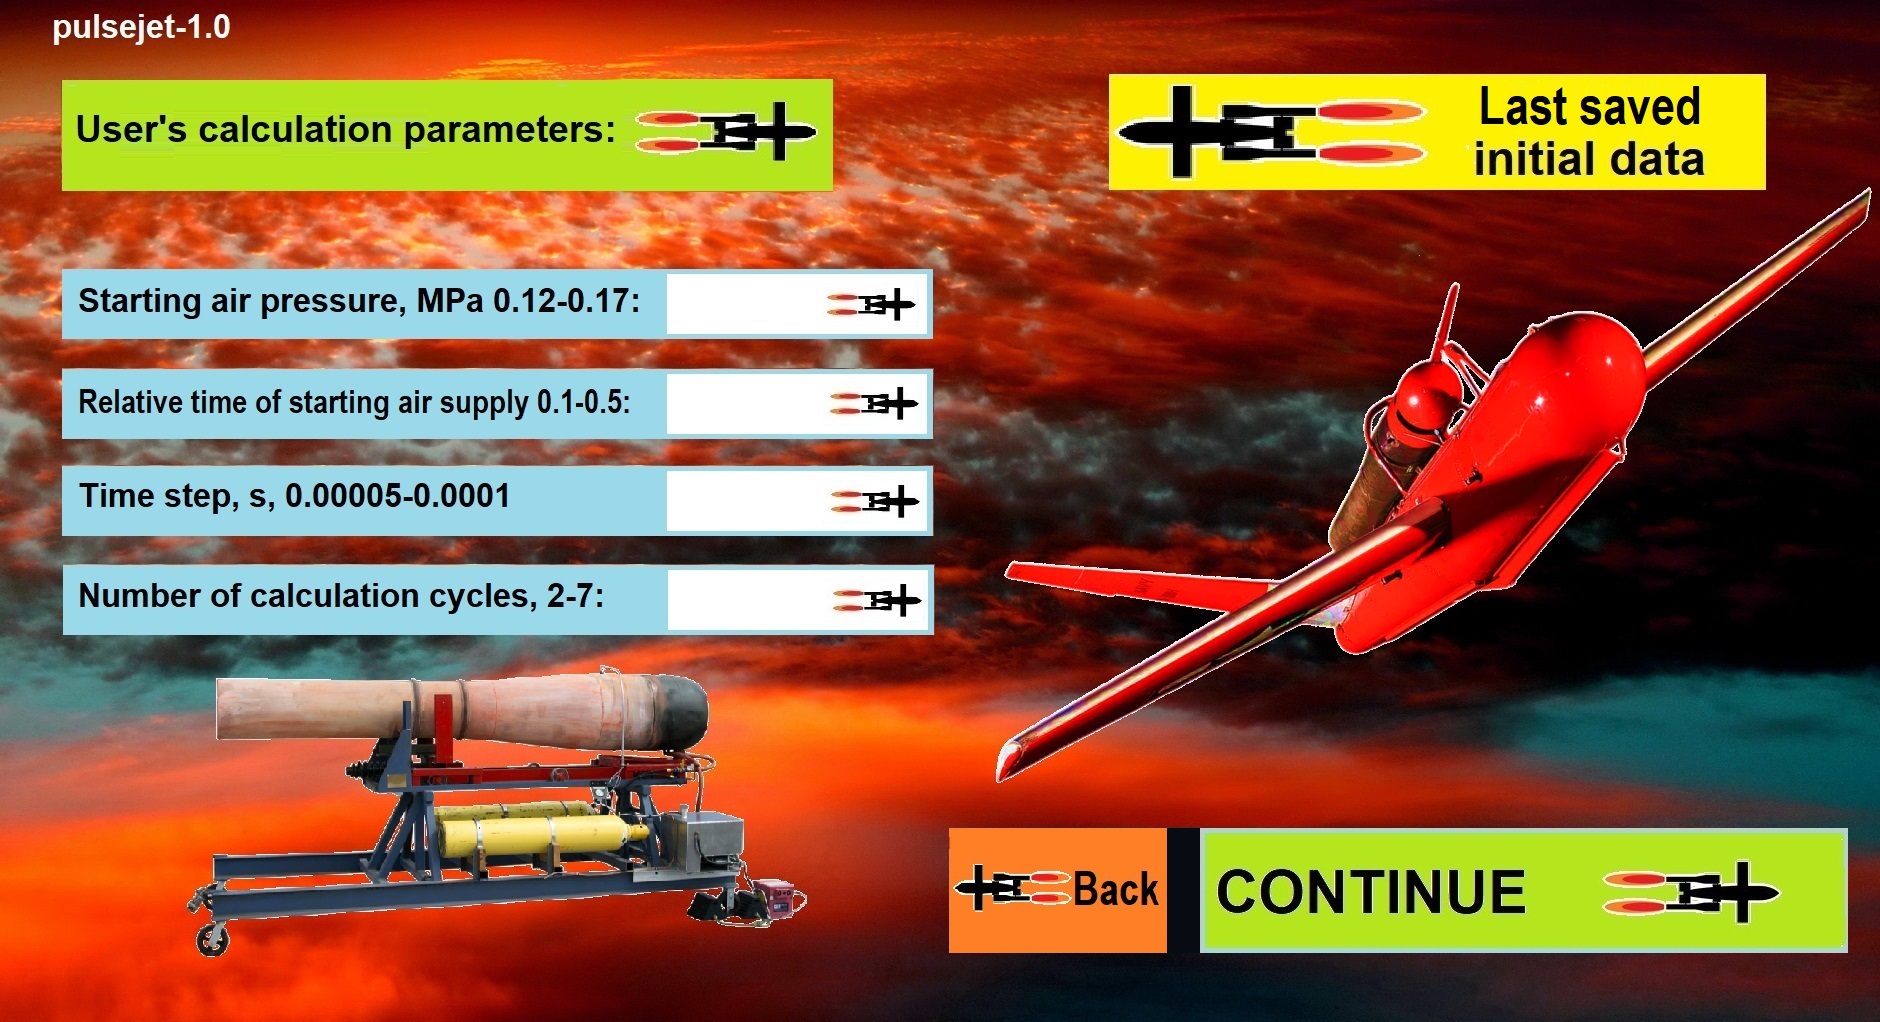 pulsejet-1.0
User's calculation parameters:
Last saved
initial data
Starting air pressure, MPa 0.12-0.17:
Relative time of starting air supply 0.1-0.5:
Time step, s, 0.00005-0.0001
Number of calculation cycles, 2-7:
Back
CONTINUE